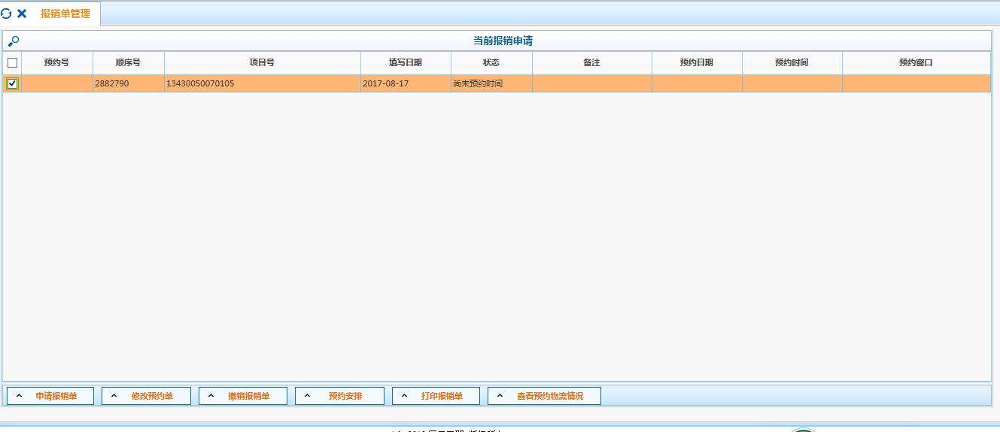 报销单管理
当前报销申请
预约号 顺序号 项目号 填写日期 状态 备注 预约日期 预约时间 预约窗口
2882790 13430050070105 2017-08-17 尚未预约时间
申请报销单 修改预约单 撤销报销单 预约安排 打印报销单 查看预约物流情况